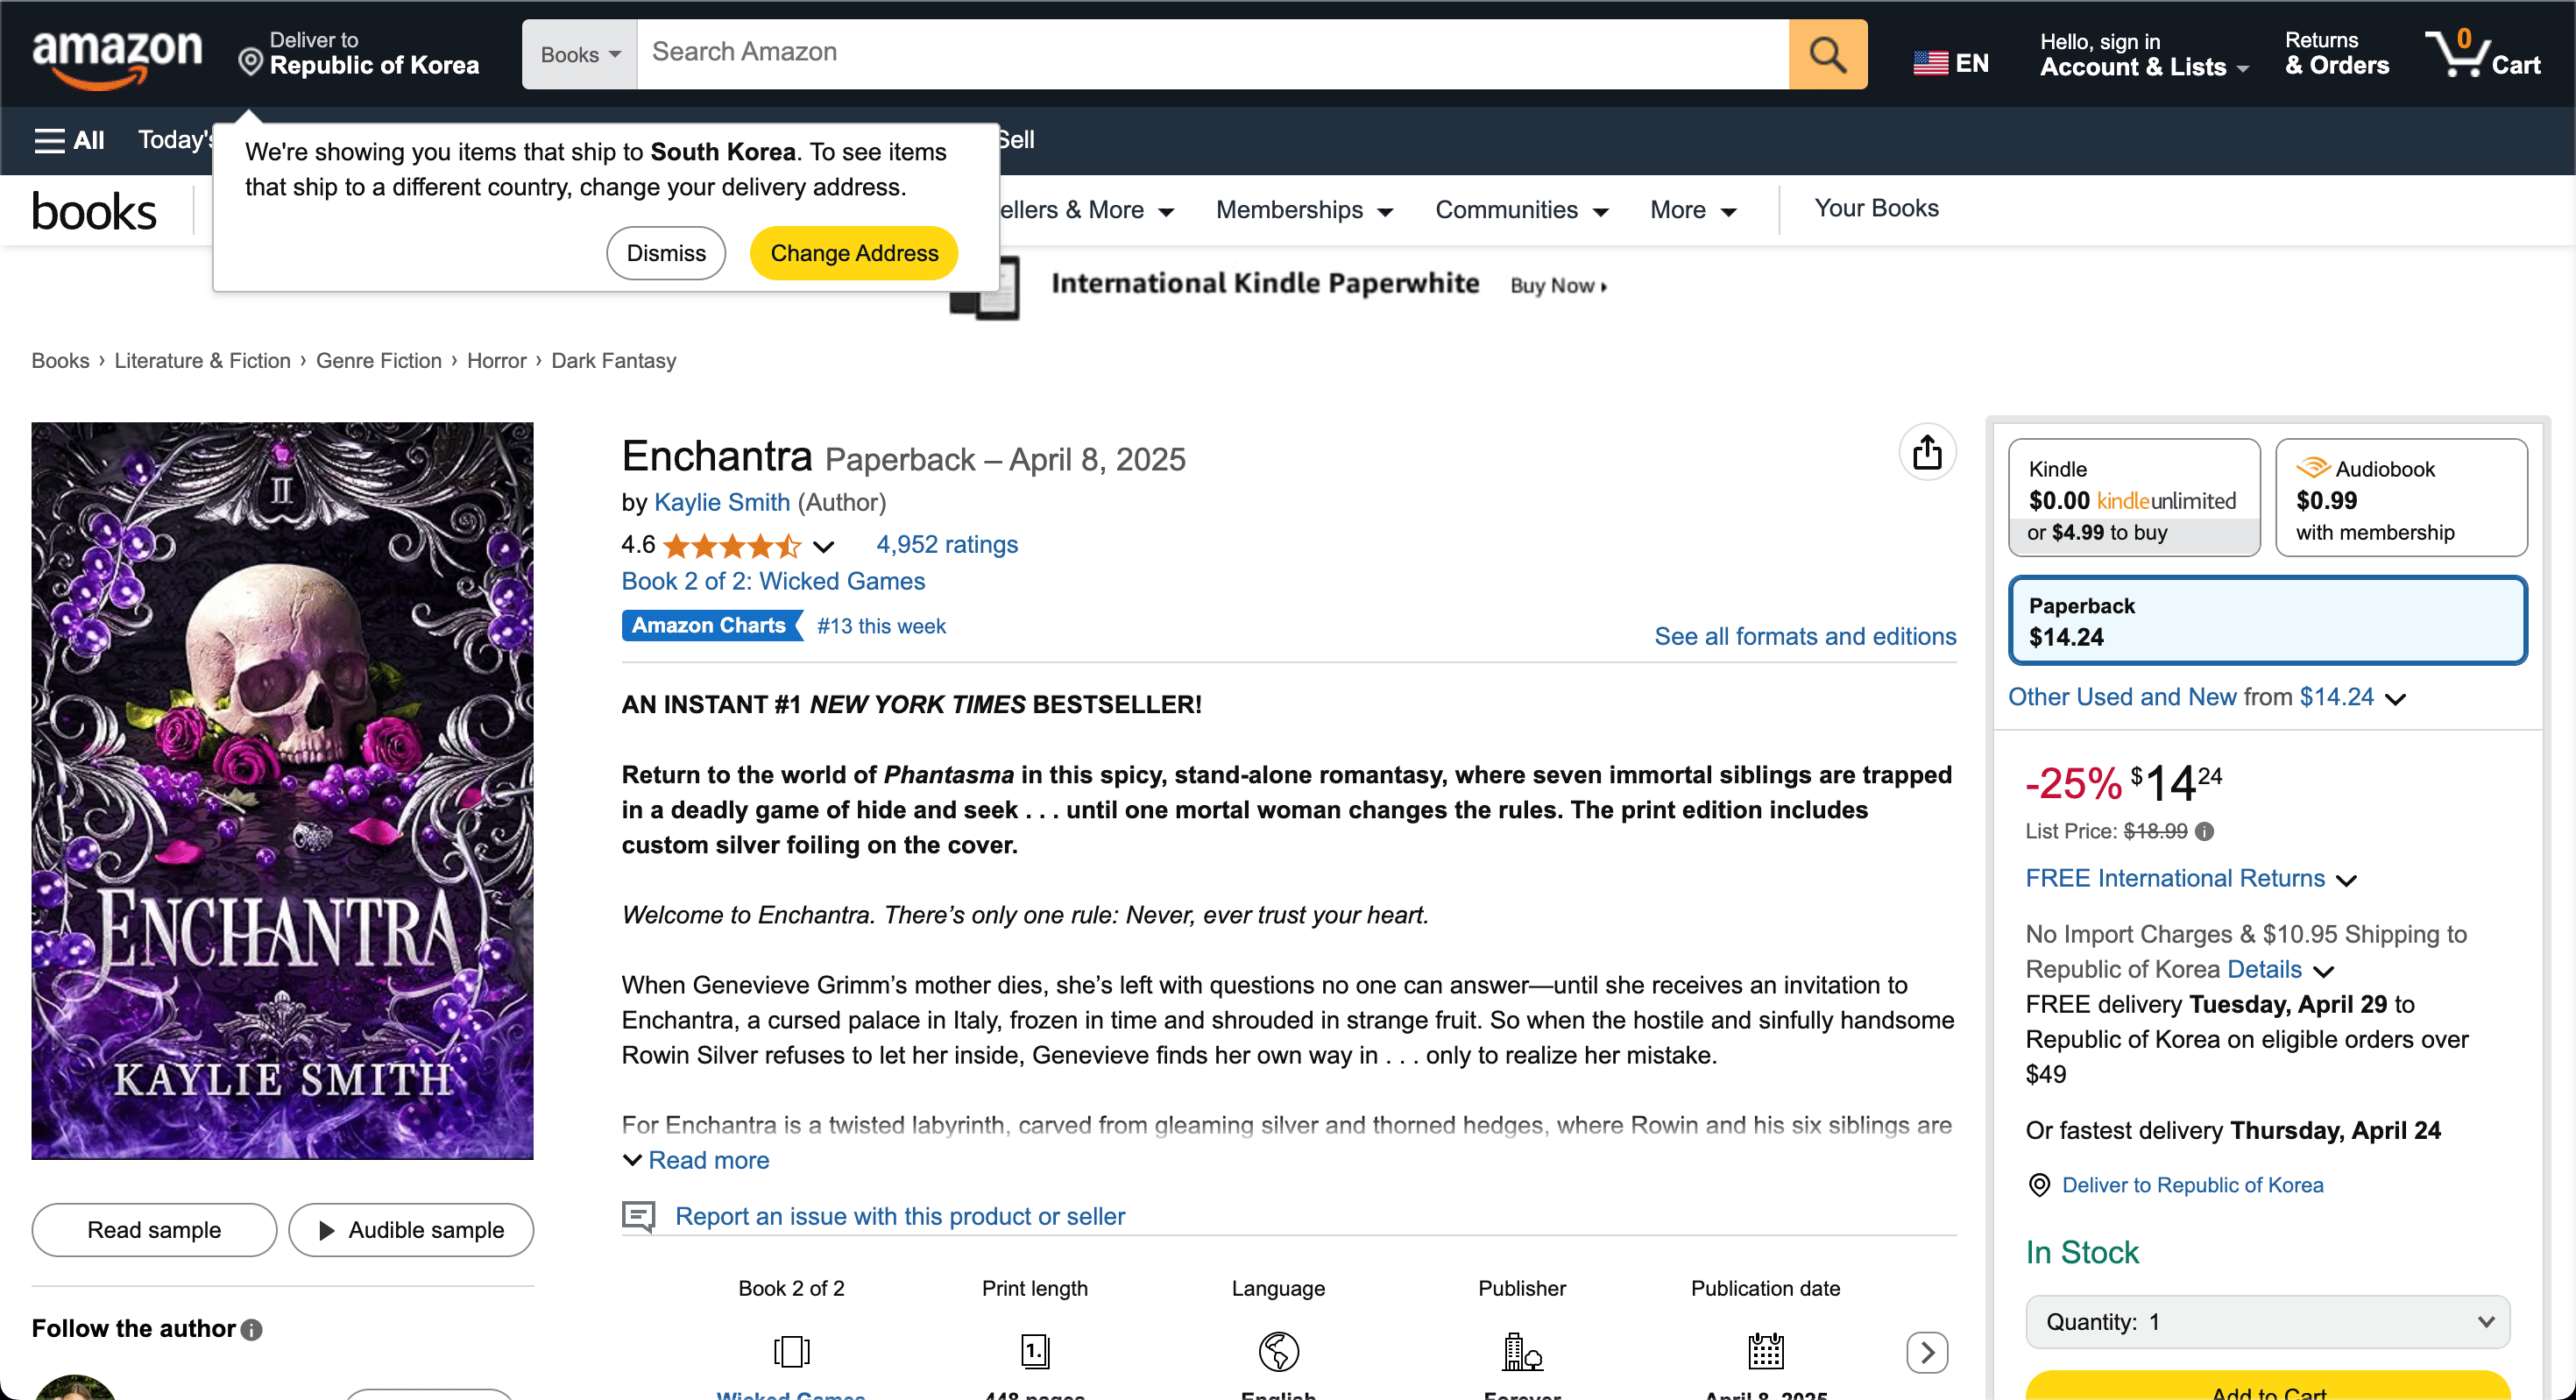 amazon
Deliver to
Republic of Korea
Books
Search Amazon
EN
Hello, sign in
Account & Lists
Returns
& Orders
0
Cart
All
Today's
Sell
We're showing you items that ship to South Korea. To see items
that ship to a different country, change your delivery address.
Dismiss
Change Address
books
ellers & More
Memberships
Communities
More
Your Books
International Kindle Paperwhite
Buy Now
Books › Literature & Fiction › Genre Fiction › Horror › Dark Fantasy
II
ENCHANTRA
KAYLIE SMITH
Read sample
Audible sample
Follow the author
Enchantra Paperback – April 8, 2025
by Kaylie Smith (Author)
4.6
4,952 ratings
Book 2 of 2: Wicked Games
Amazon Charts
#13 this week
See all formats and editions
AN INSTANT #1 NEW YORK TIMES BESTSELLER!
Return to the world of Phantasma in this spicy, stand-alone romantasy, where seven immortal siblings are trapped
in a deadly game of hide and seek . . . until one mortal woman changes the rules. The print edition includes
custom silver foiling on the cover.
Welcome to Enchantra. There’s only one rule: Never, ever trust your heart.
When Genevieve Grimm’s mother dies, she’s left with questions no one can answer—until she receives an invitation to
Enchantra, a cursed palace in Italy, frozen in time and shrouded in strange fruit. So when the hostile and sinfully handsome
Rowin Silver refuses to let her inside, Genevieve finds her own way in . . . only to realize her mistake.
For Enchantra is a twisted labyrinth, carved from gleaming silver and thorned hedges, where Rowin and his six siblings are
Read more
Report an issue with this product or seller
Book 2 of 2
Print length
Language
Publisher
Publication date
1.
Wicked Games
448 pages
English
Forever
April 8, 2025
Kindle
$0.00 kindleunlimited
or $4.99 to buy
Audiobook
$0.99
with membership
Paperback
$14.24
Other Used and New from $14.24
-25% $14 24
List Price: $18.99
FREE International Returns
No Import Charges & $10.95 Shipping to
Republic of Korea Details
FREE delivery Tuesday, April 29 to
Republic of Korea on eligible orders over
$49
Or fastest delivery Thursday, April 24
Deliver to Republic of Korea
In Stock
Quantity: 1
Add to Cart